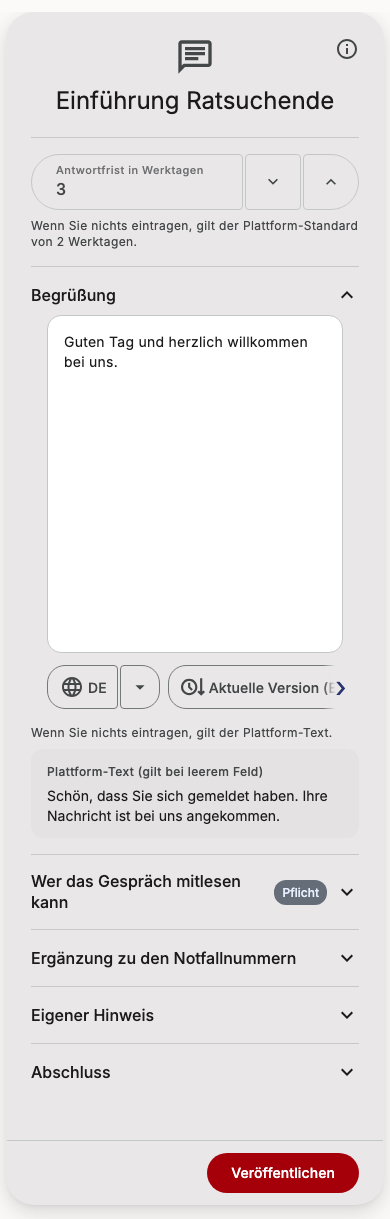 Einführung Ratsuchende
Antwortfrist in Werktagen
3
Wenn Sie nichts eintragen, gilt der Plattform-Standard
von 2 Werktagen.
Begrüßung
Guten Tag und herzlich willkommen
bei uns.
DE
Aktuelle Version (
Wenn Sie nichts eintragen, gilt der Plattform-Text.
Plattform-Text (gilt bei leerem Feld)
Schön, dass Sie sich gemeldet haben. Ihre
Nachricht ist bei uns angekommen.
Wer das Gespräch mitlesen
kann
Pflicht
Ergänzung zu den Notfallnummern
Eigener Hinweis
Abschluss
Veröffentlichen